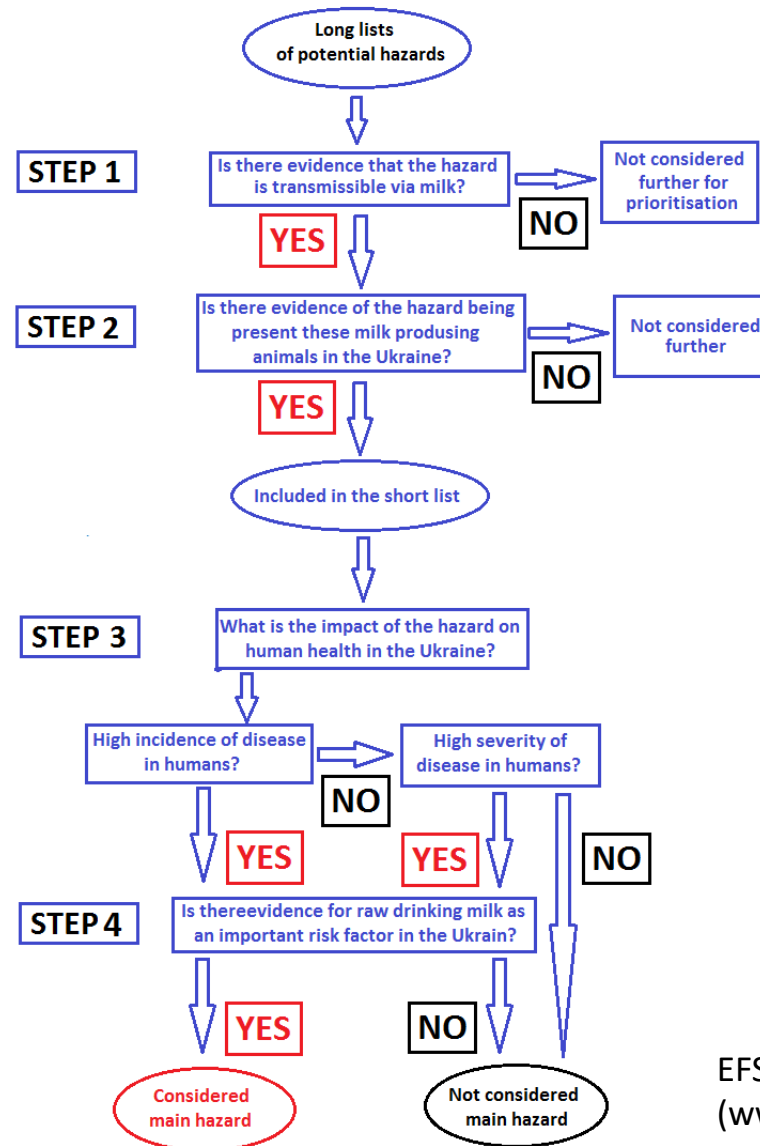 Long lists
of potential hazards
STEP 1
Is there evidence that the hazard
is transmissible via milk?
Not considered
further for
prioritisation
NO
YES
STEP 2
Is there evidence of the hazard being
present these milk produsing
animals in the Ukraine?
Not considered
further
NO
YES
Included in the short list
STEP 3
What is the impact of the hazard on
human health in the Ukraine?
High incidence of disease
in humans?
High severity of
disease in humans?
NO
YES
YES
NO
STEP 4
Is thereevidence for raw drinking milk as
an important risk factor in the Ukrain?
YES
NO
Considered
main hazard
Not considered
main hazard
EFS